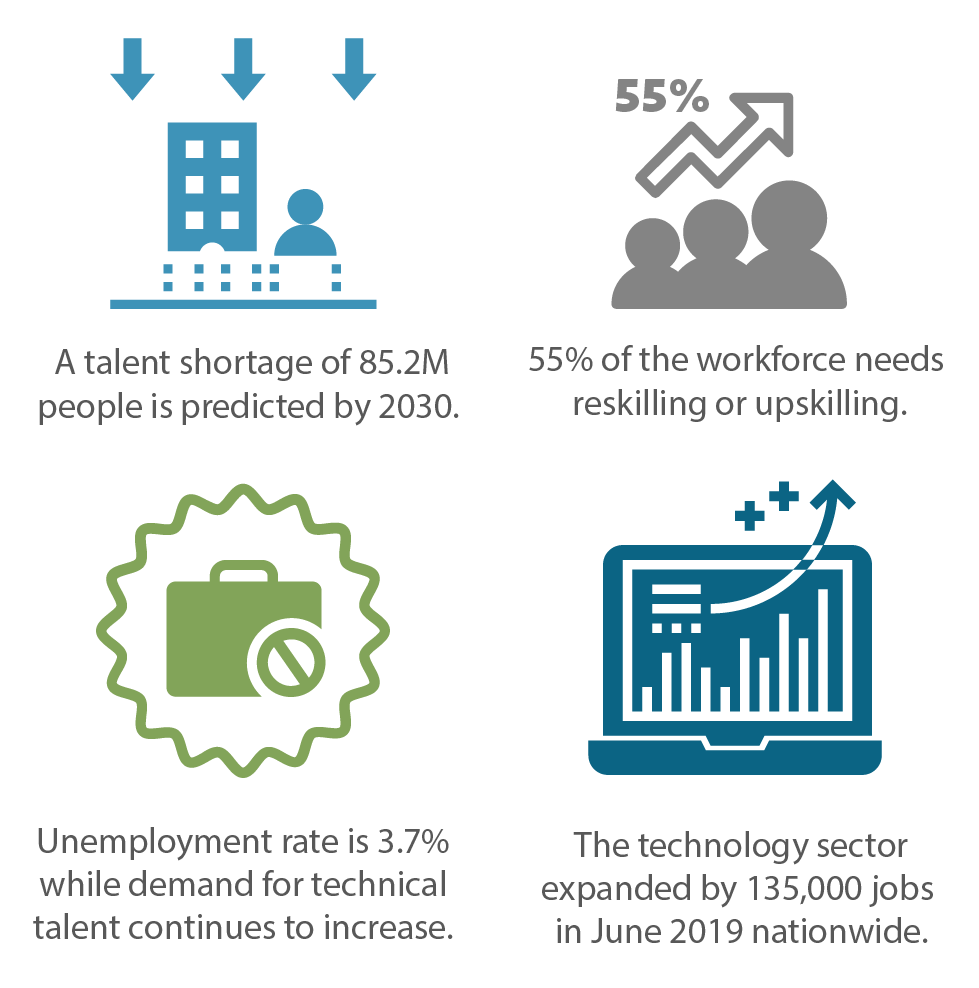 55%
A talent shortage of 85.2M
people is predicted by 2030.
55% of the workforce needs
reskilling or upskilling.
Unemployment rate is 3.7%
while demand for technical
talent continues to increase.
The technology sector
expanded by 135,000 jobs
in June 2019 nationwide.